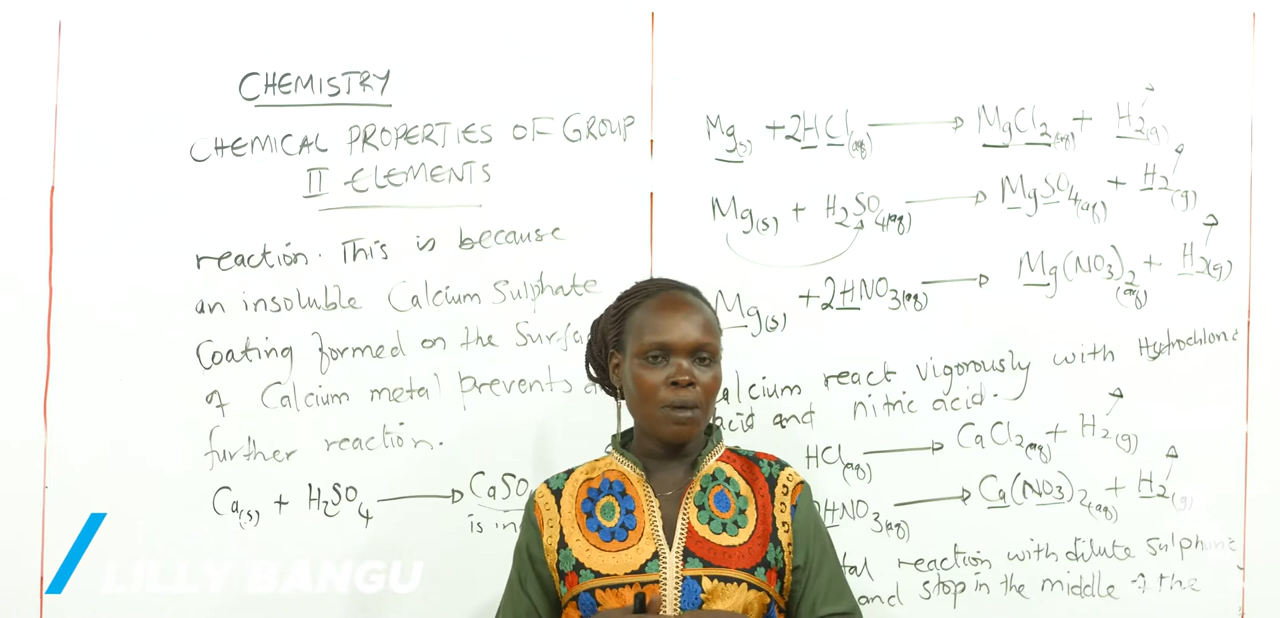 CHEMISTRY
CHEMICAL PROPERTIES OF GROUP
II ELEMENTS
reaction. This is because
an insoluble Calcium Sulphate
Coating formed on the Surfa
of Calcium metal prevents
further reaction.
Ca(s) + H2SO4 → CaSO
is in
Mg(s) + 2HCl(aq) → MgCl2(aq) + H2(g)
Mg(s) + H2SO4(aq) → MgSO4(aq) + H2(g)
Mg(s) + 2HNO3(aq) → Mg(NO3)2(aq) + H2(g)
alcium react vigorously with Hydrochloric
acid and nitric acid.
HCl(aq) → CaCl2(aq) + H2(g)
2HNO3(aq) → Ca(NO3)2(aq) + H2(g)
tal reaction with dilute Sulphuric
and stop in the middle of the
LILLY BANGU